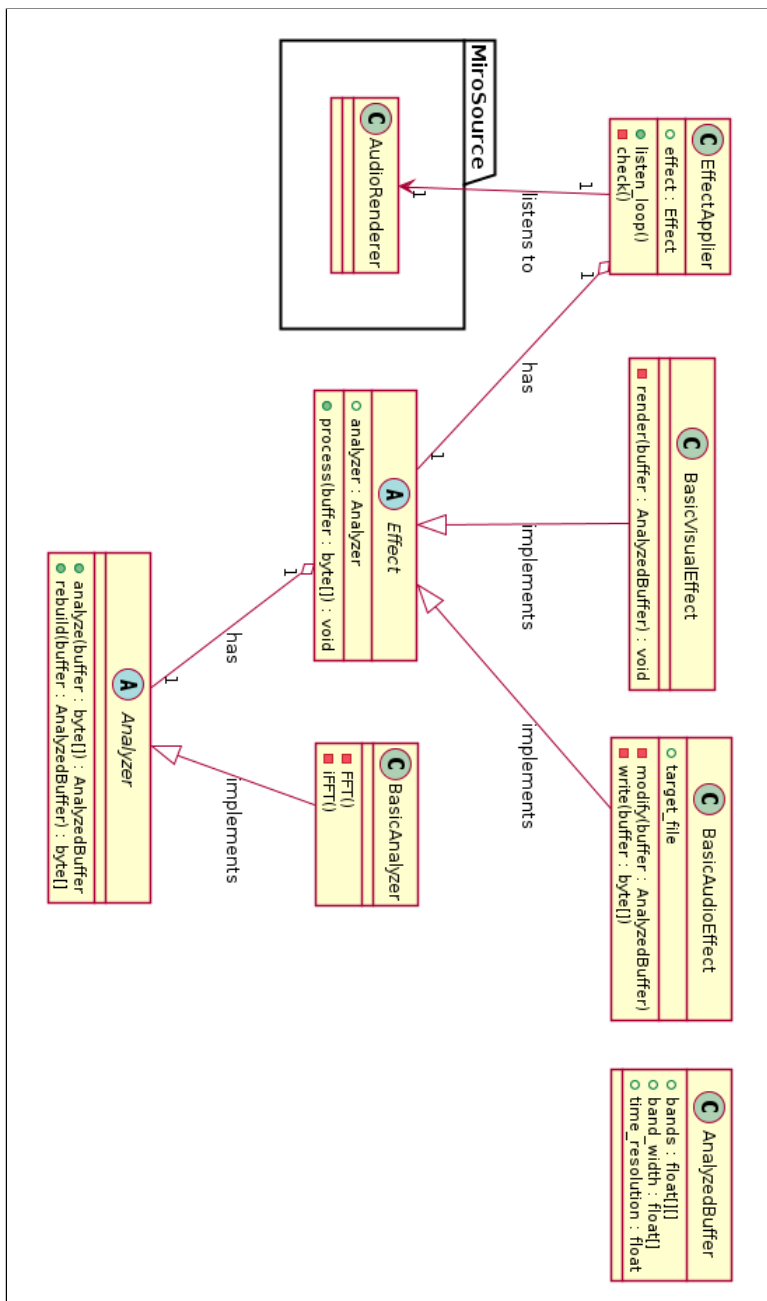 C EffectApplier
effect : Effect
listen_loop()
check()
C BasicVisualEffect
render(buffer : AnalyzedBuffer) : void
C BasicAudioEffect
target_file
modify(buffer : AnalyzedBuffer)
write(buffer : byte[])
C AnalyzedBuffer
bands : float[][]
band_width : float[]
time_resolution : float
1
1
listens to
has
implements
implements
MiroSource
1
1
C AudioRenderer
A Effect
analyzer : Analyzer
process(buffer : byte[]) : void
C BasicAnalyzer
FFT()
iFFT()
1
has
implements
1
A Analyzer
analyze(buffer : byte[]) : AnalyzedBuffer
rebuild(buffer : AnalyzedBuffer) : byte[]